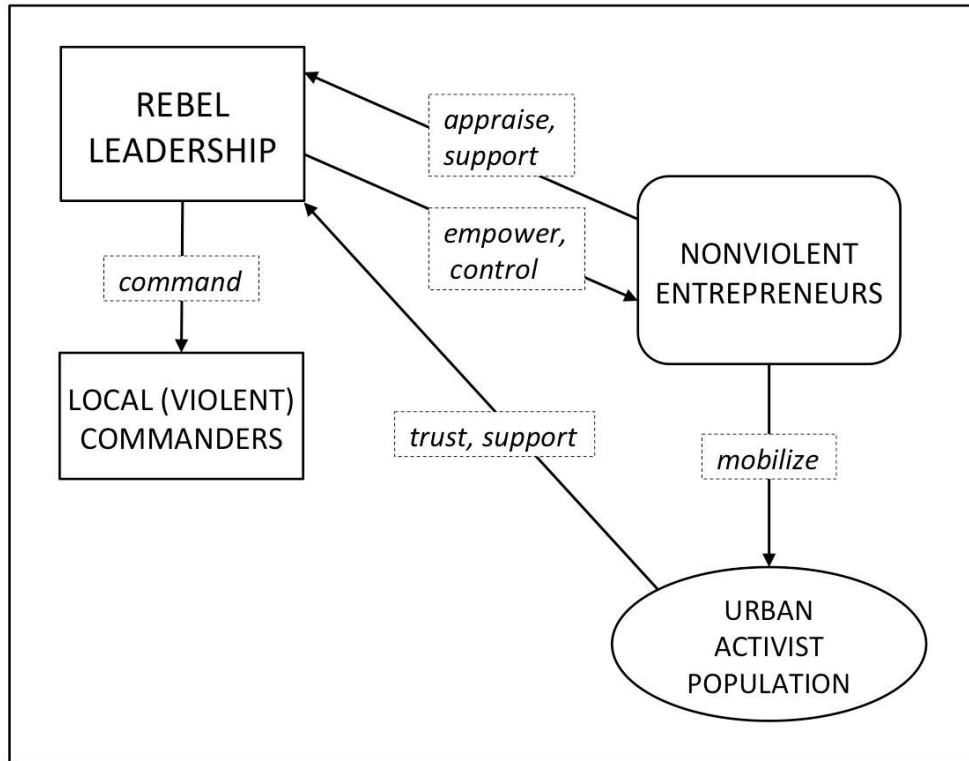 REBEL
LEADERSHIP
appraise,
support
empower,
control
NONVIOLENT
ENTREPRENEURS
command
LOCAL (VIOLENT)
COMMANDERS
trust, support
mobilize
URBAN
ACTIVIST
POPULATION